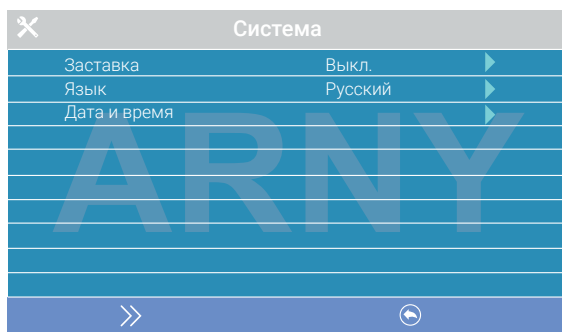 Система
Заставка Выкл.
Язык Русский
Дата и время
ARNY